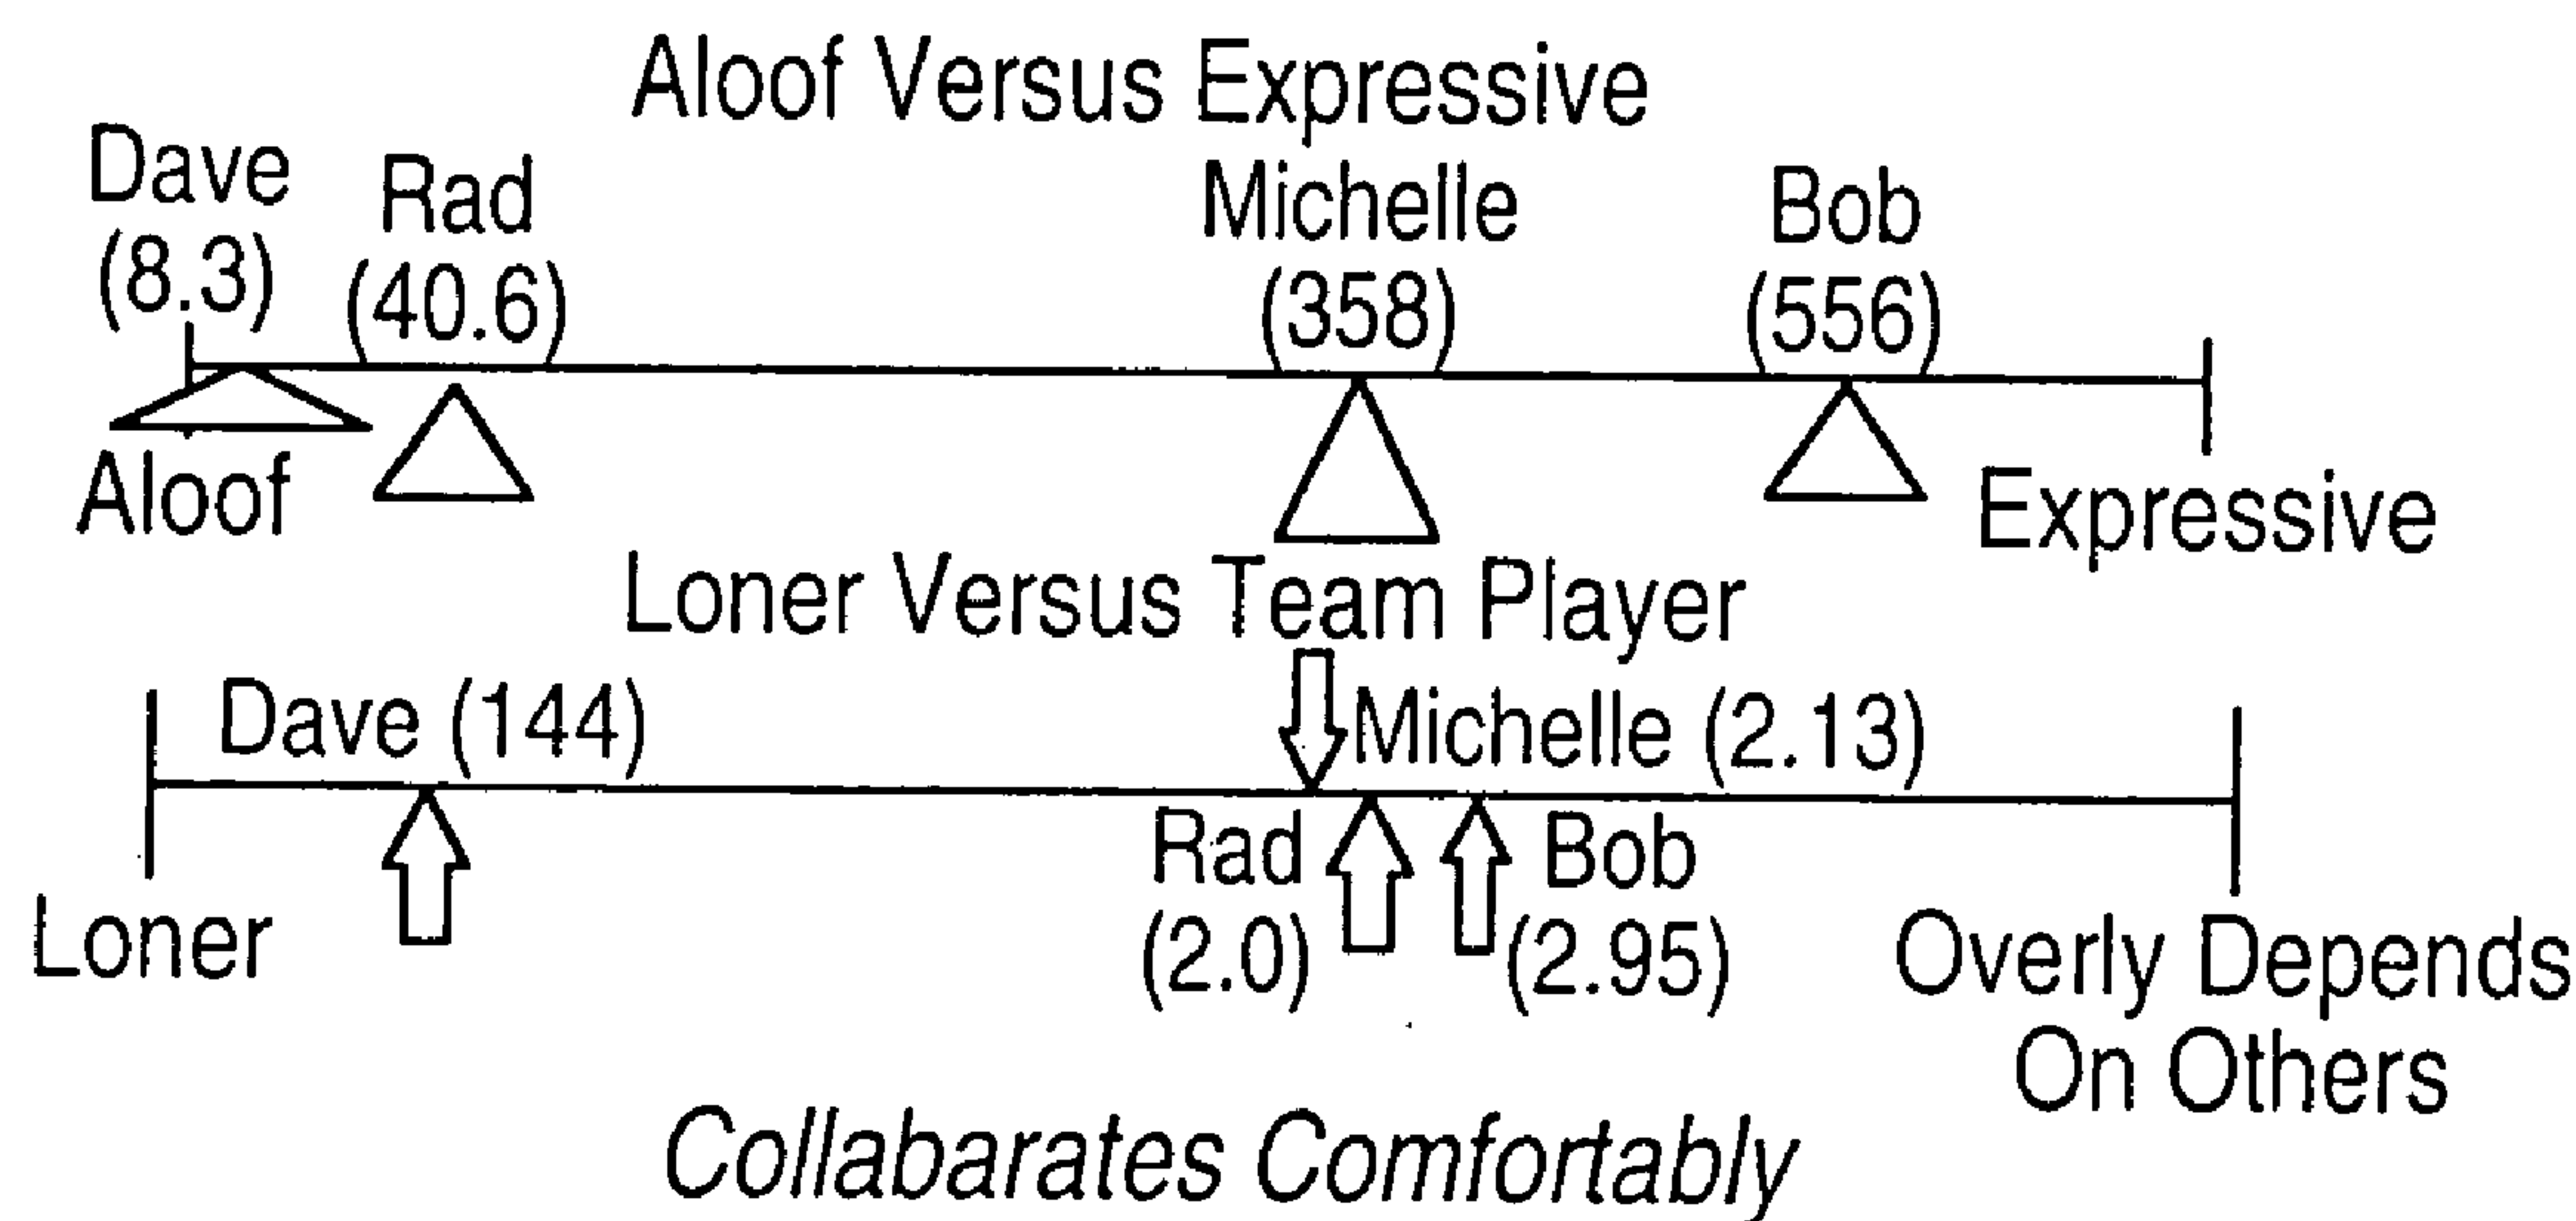 Aloof Versus Expressive
Dave
(8.3)
Rad
(40.6)
Michelle
(358)
Bob
(556)
Aloof
Expressive
Loner Versus Team Player
Dave (144)
Michelle (2.13)
Rad
(2.0)
Bob
(2.95)
Loner
Overly Depends
On Others
Collabarates Comfortably